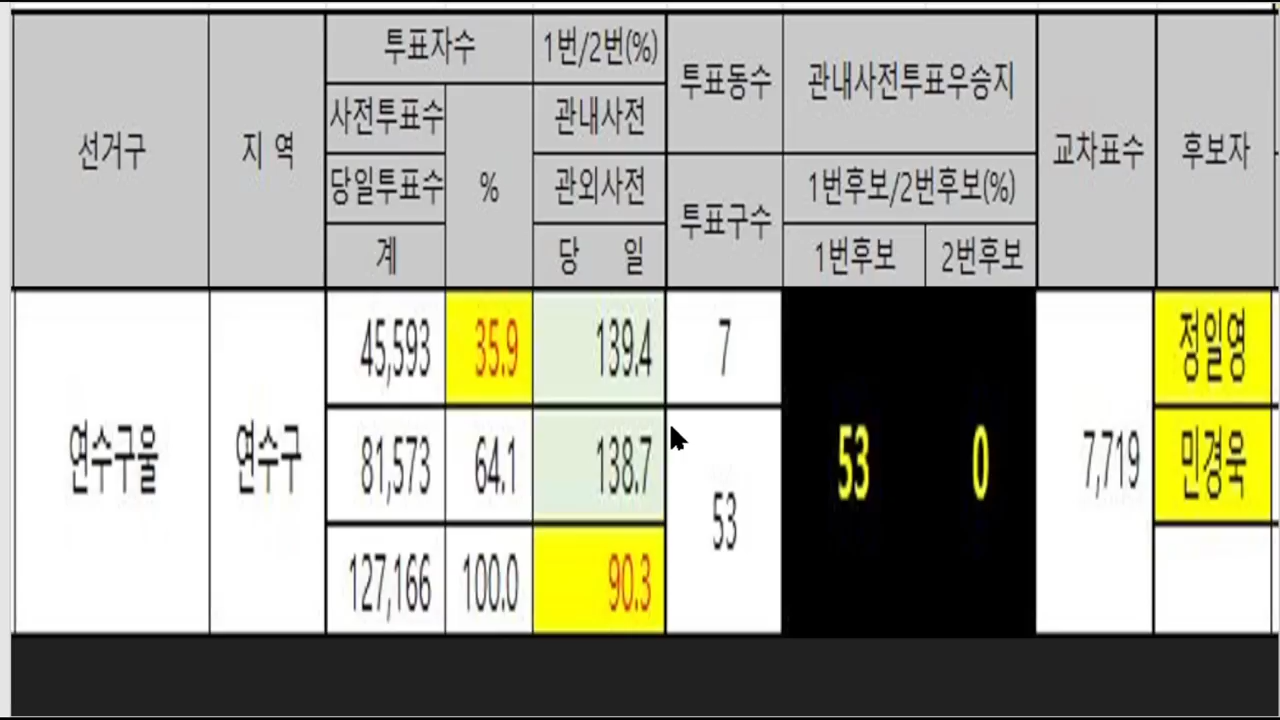 선거구 지 역 투표자수 1번/2번(%) 투표동수 관내사전투표우승지 교차표수 후보자
사전투표수 % 관내사전
당일투표수 관외사전 투표구수 1번후보/2번후보(%)
계 당 일 1번후보 2번후보
연수구울 연수구 45,593 35.9 139.4 7 53 0 7,719 정일영
81,573 64.1 138.7 53 민경욱
127,166 100.0 90.3